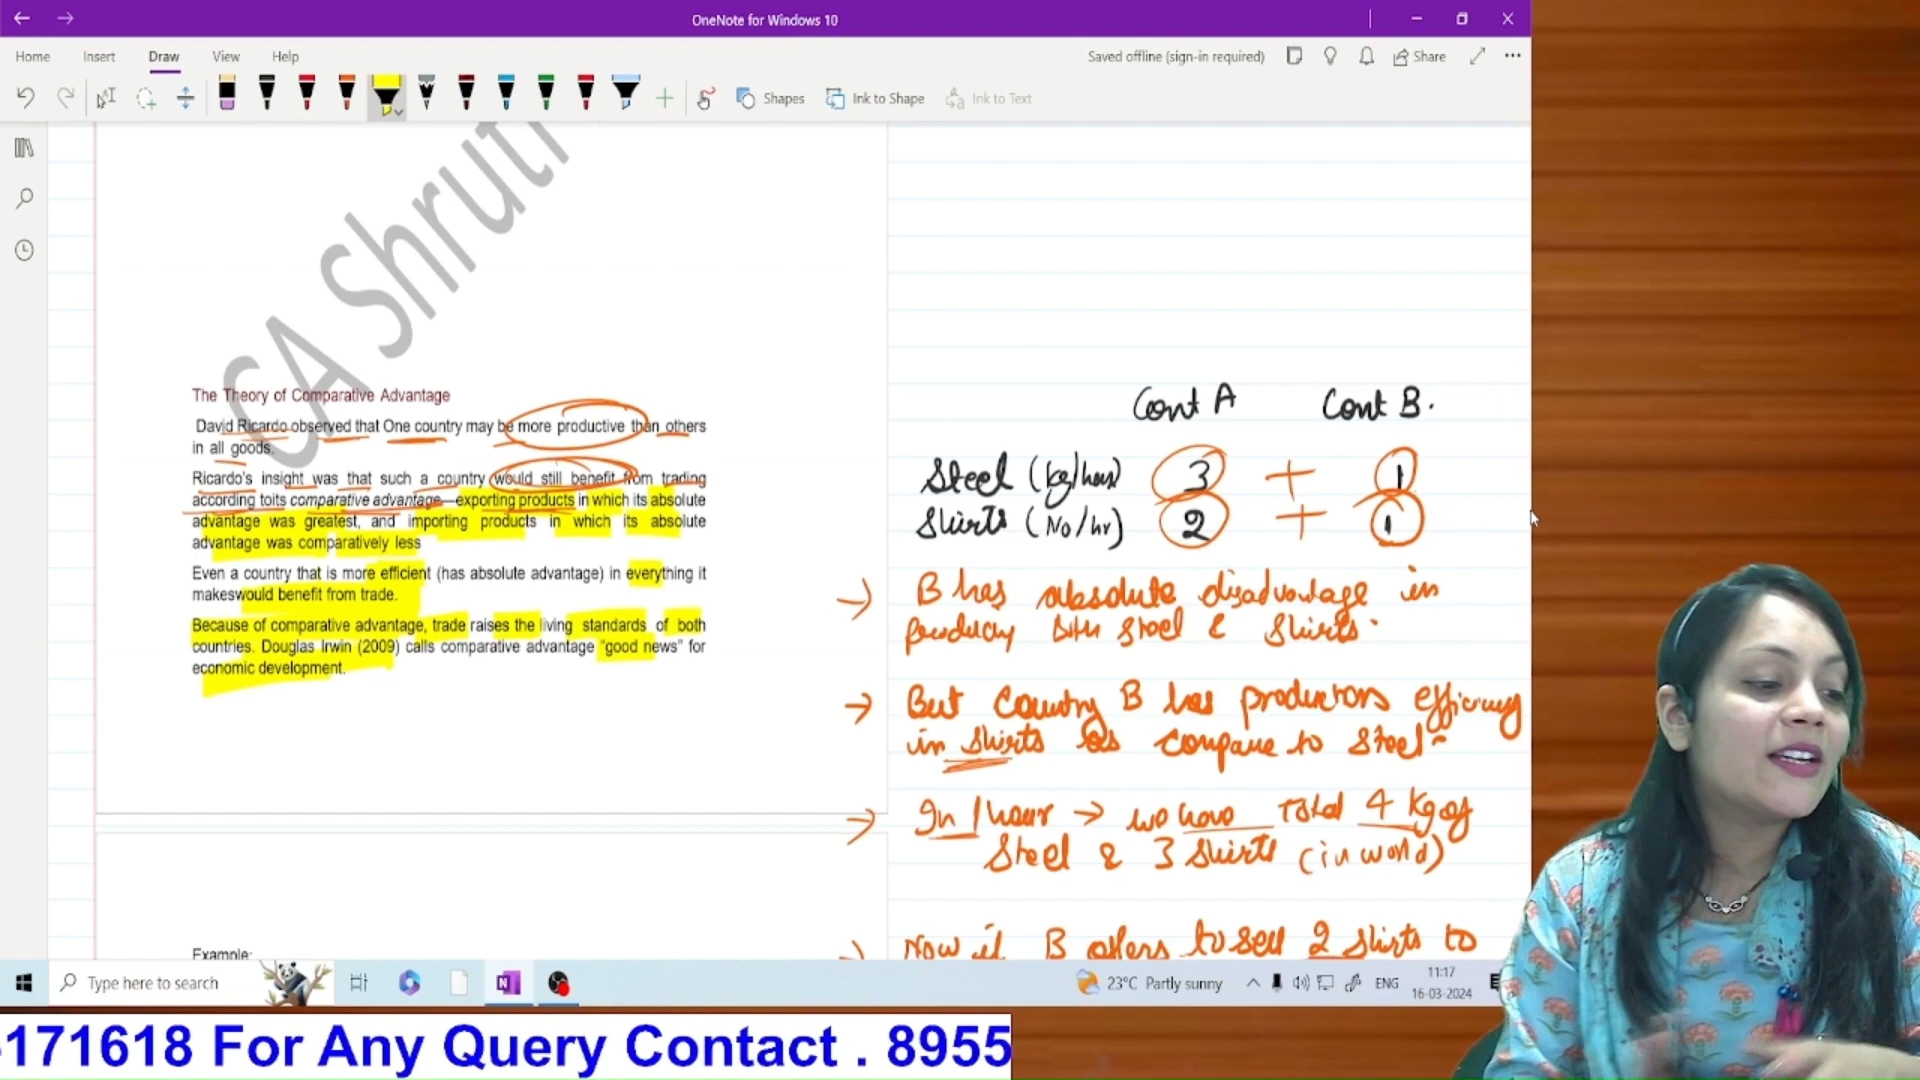 OneNote for Windows 10
Home Insert Draw View Help
Saved offline (sign-in required) Share
Shapes Ink to Shape Ink to Text
CA Shruti
The Theory of Comparative Advantage
David Ricardo observed that One country may be more productive than others
in all goods.
Ricardo's insight was that such a country would still benefit from trading
according toits comparative advantage—exporting products in which its absolute
advantage was greatest, and importing products in which its absolute
advantage was comparatively less
Even a country that is more efficient (has absolute advantage) in everything it
makeswould benefit from trade.
Because of comparative advantage, trade raises the living standards of both
countries. Douglas Irwin (2009) calls comparative advantage "good news" for
economic development.
Example:
Cont A Cont B.
Steel (kg/hour) 3 + 1
Shirts (No/hr) 2 + 1
→ B has absolute disadvantage in
both Steel & Shirts.
→ But Country B has efficiency
in Shirts as compare to Steel
→ In 1 hour → we have Total 4 kg of
Steel & 3 Shirts (in world)
Now if B offers to sell 2 shirts to
Type here to search
23°C Partly sunny ENG 11:17
16-03-2024
171618 For Any Query Contact . 8955